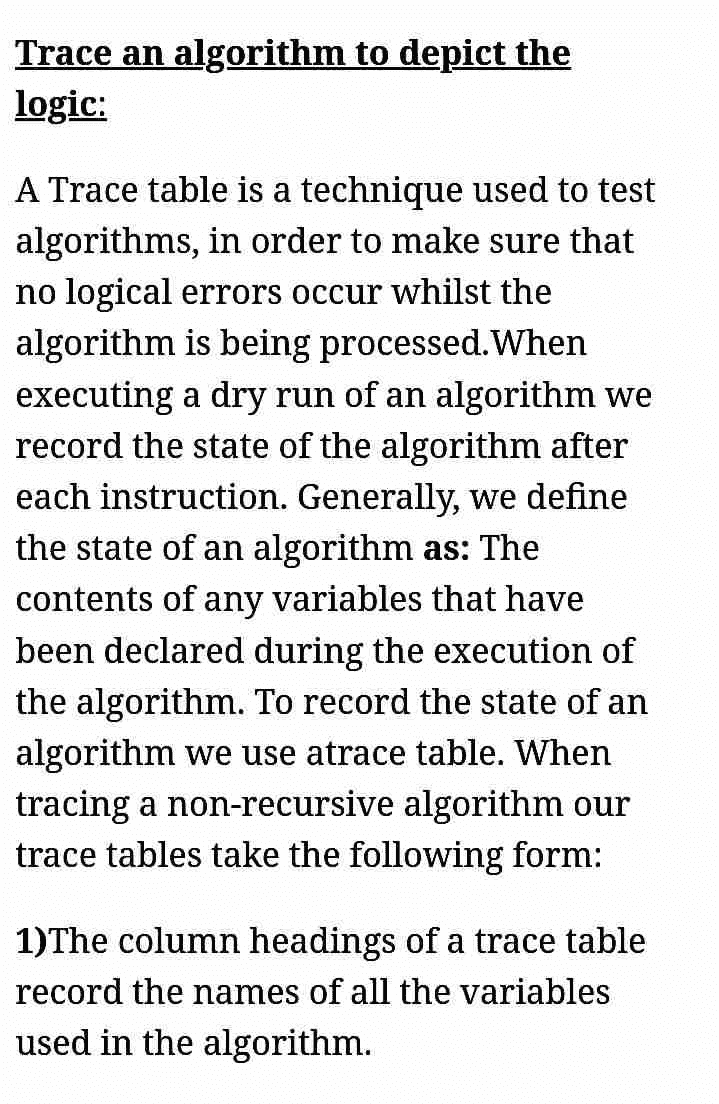 Trace an algorithm to depict the
logic:
A Trace table is a technique used to test
algorithms, in order to make sure that
no logical errors occur whilst the
algorithm is being processed.When
executing a dry run of an algorithm we
record the state of the algorithm after
each instruction. Generally, we define
the state of an algorithm as: The
contents of any variables that have
been declared during the execution of
the algorithm. To record the state of an
algorithm we use atrace table. When
tracing a non-recursive algorithm our
trace tables take the following form:
1)The column headings of a trace table
record the names of all the variables
used in the algorithm.